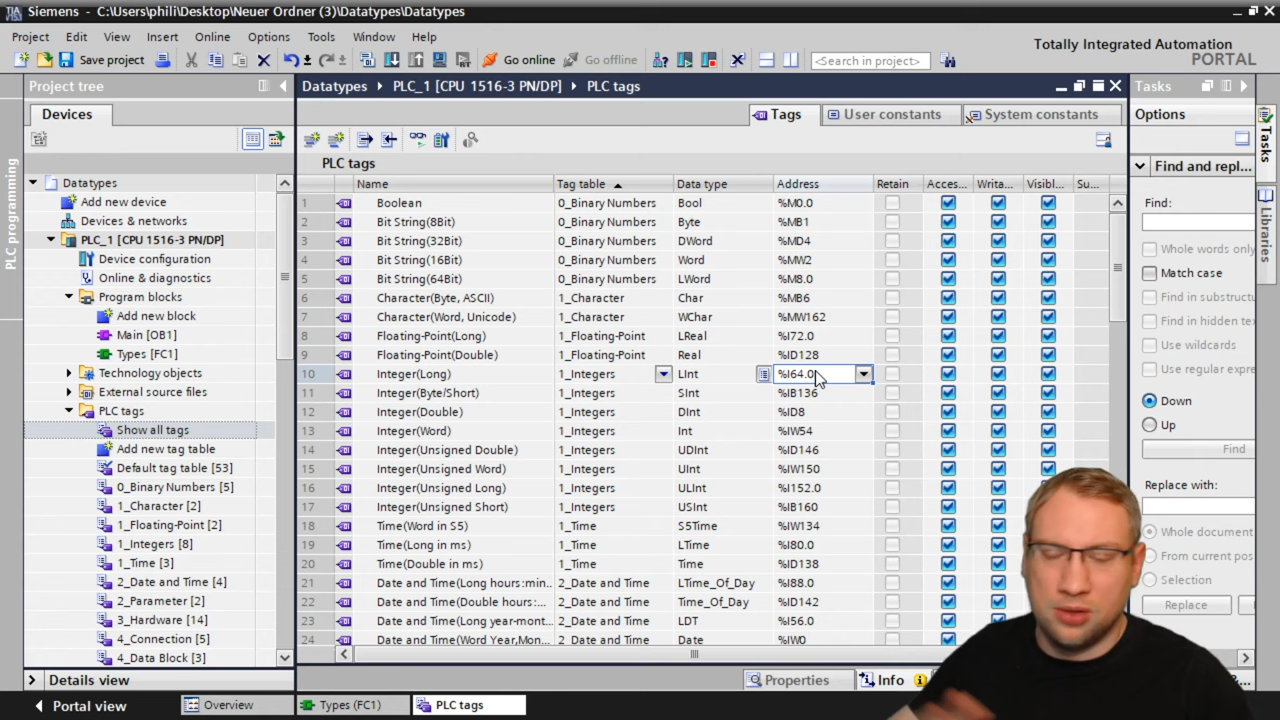 Siemens - C:\Users\phili\Desktop\Neuer Ordner (3)\Datatypes\Datatypes
Project Edit View Insert Online Options Tools Window Help
Save project Go online Go offline <Search in project>
Totally Integrated Automation
PORTAL
Project tree
Devices
PLC programming
Datatypes
Add new device
Devices & networks
PLC_1 [CPU 1516-3 PN/DP]
Device configuration
Online & diagnostics
Program blocks
Add new block
Main [OB1]
Types [FC1]
Technology objects
External source files
PLC tags
Show all tags
Add new tag table
Default tag table [53]
0_Binary Numbers [5]
1_Character [2]
1_Floating-Point [2]
1_Integers [8]
1_Time [3]
2_Date and Time [4]
2_Parameter [2]
3_Hardware [14]
4_Connection [5]
4_Data Block [3]
Details view
Datatypes PLC_1 [CPU 1516-3 PN/DP] PLC tags
Tags User constants System constants
PLC tags
Name Tag table Data type Address Retain Acces... Writa... Visibl... Su...
1 Boolean 0_Binary Numbers Bool %M0.0
2 Bit String(8Bit) 0_Binary Numbers Byte %MB1
3 Bit String(32Bit) 0_Binary Numbers DWord %MD4
4 Bit String(16Bit) 0_Binary Numbers Word %MW2
5 Bit String(64Bit) 0_Binary Numbers LWord %M8.0
6 Character(Byte, ASCII) 1_Character Char %MB6
7 Character(Word, Unicode) 1_Character WChar %MW162
8 Floating-Point(Long) 1_Floating-Point LReal %I72.0
9 Floating-Point(Double) 1_Floating-Point Real %ID128
10 Integer(Long) 1_Integers LInt %I64.0
11 Integer(Byte/Short) 1_Integers SInt %IB136
12 Integer(Double) 1_Integers DInt %ID8
13 Integer(Word) 1_Integers Int %IW54
14 Integer(Unsigned Double) 1_Integers UDInt %ID146
15 Integer(Unsigned Word) 1_Integers UInt %IW150
16 Integer(Unsigned Long) 1_Integers ULInt %I152.0
17 Integer(Unsigned Short) 1_Integers USInt %IB160
18 Time(Word in S5) 1_Time S5Time %IW134
19 Time(Long in ms) 1_Time LTime %I80.0
20 Time(Double in ms) 1_Time Time %ID138
21 Date and Time(Long hours:min... 2_Date and Time LTime_Of_Day %I88.0
22 Date and Time(Double hours:... 2_Date and Time Time_Of_Day %ID142
23 Date and Time(Long year-mont... 2_Date and Time LDT %I56.0
24 Date and Time(Word Year,Mon... 2_Date and Time Date %IW0
Properties Info
Tasks
Options
Find and repl...
Find:
Whole words only
Match case
Find in substructu
Find in hidden tex
Use wildcards
Use regular expre
Down
Up
Find
Replace with:
Whole document
From current pos
Selection
Replace
Tasks
Libraries
Portal view Overview Types (FC1) PLC tags